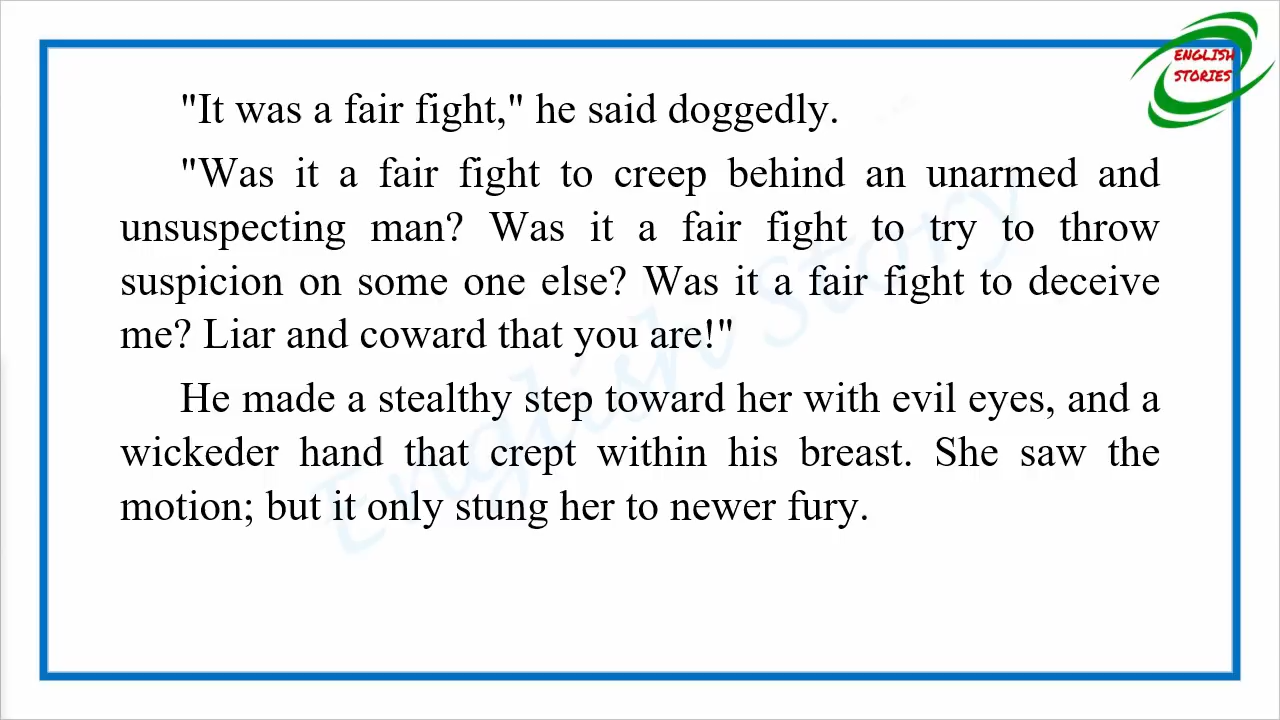 ENGLISH
STORIES
"It was a fair fight," he said doggedly.
"Was it a fair fight to creep behind an unarmed and
unsuspecting man? Was it a fair fight to try to throw
suspicion on some one else? Was it a fair fight to deceive
me? Liar and coward that you are!"
He made a stealthy step toward her with evil eyes, and a
wickeder hand that crept within his breast. She saw the
motion; but it only stung her to newer fury.
English Story